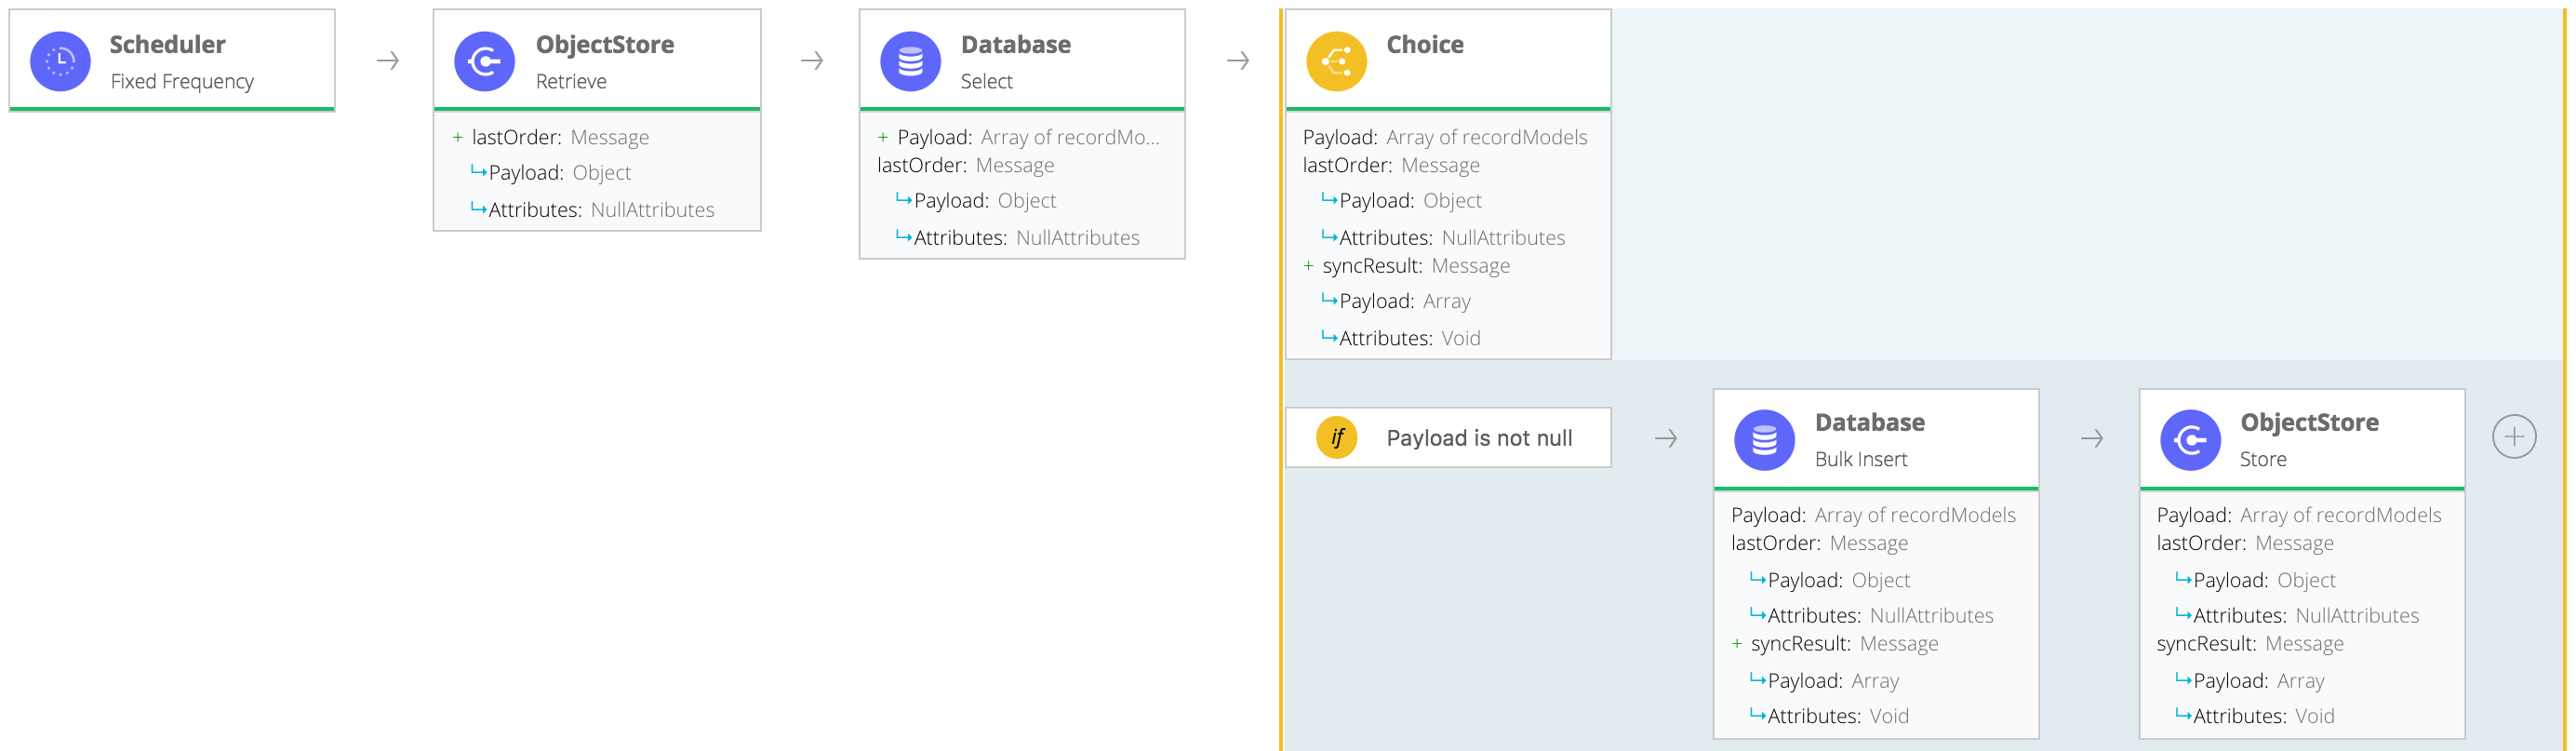 Scheduler
Fixed Frequency
ObjectStore
Retrieve
+ lastOrder: Message
Payload: Object
Attributes: NullAttributes
Database
Select
+ Payload: Array of recordMo...
lastOrder: Message
Payload: Object
Attributes: NullAttributes
Choice
Payload: Array of recordModels
lastOrder: Message
Payload: Object
Attributes: NullAttributes
+ syncResult: Message
Payload: Array
Attributes: Void
if Payload is not null
Database
Bulk Insert
Payload: Array of recordModels
lastOrder: Message
Payload: Object
Attributes: NullAttributes
+ syncResult: Message
Payload: Array
Attributes: Void
ObjectStore
Store
Payload: Array of recordModels
lastOrder: Message
Payload: Object
Attributes: NullAttributes
syncResult: Message
Payload: Array
Attributes: Void